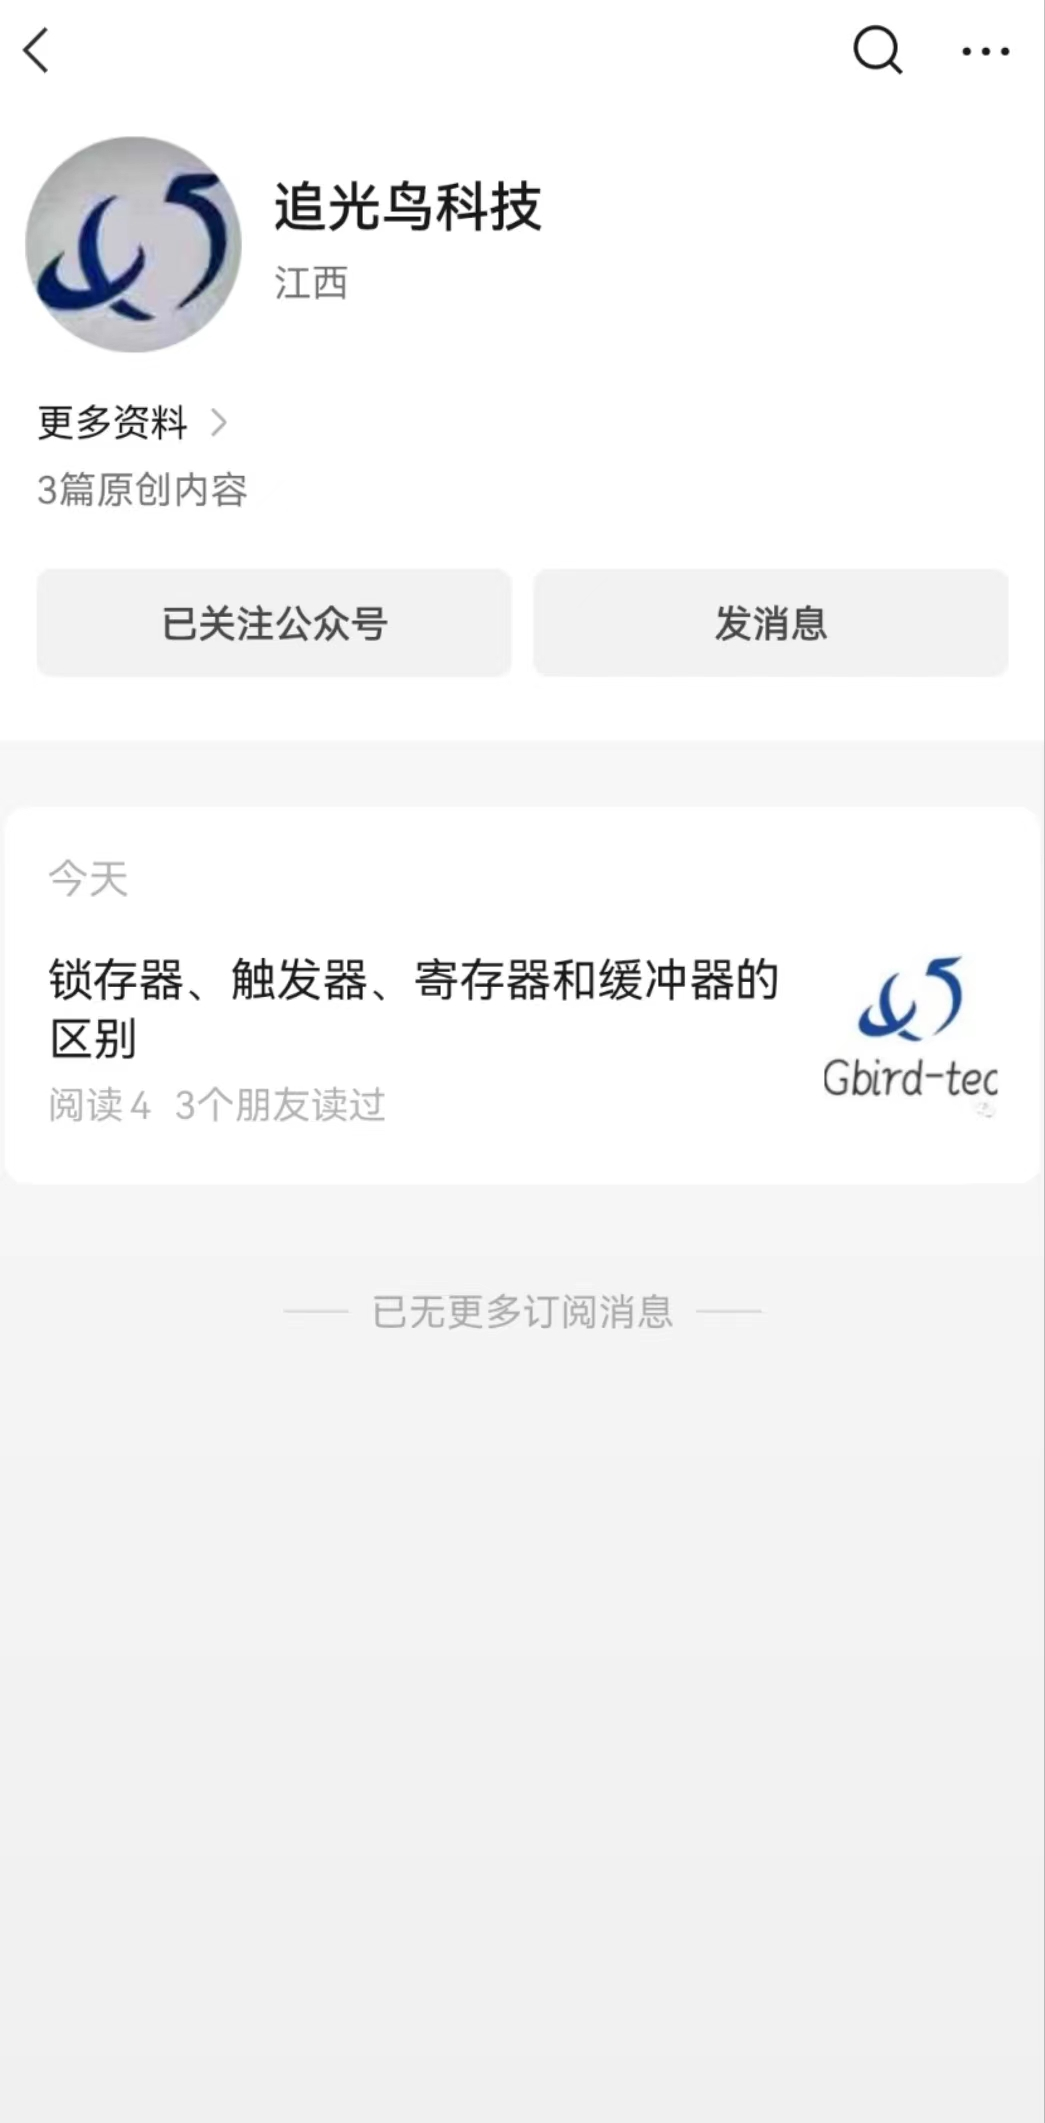 追光鸟科技
江西
更多资料
3篇原创内容
已关注公众号
发消息
今天
锁存器、触发器、寄存器和缓冲器的
区别
阅读 4 3个朋友读过
Gbird-tec
已无更多订阅消息